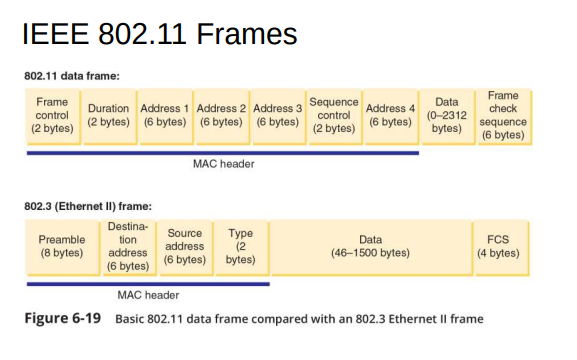 IEEE 802.11 Frames
802.11 data frame:
Frame
control
(2 bytes)
Duration
(2 bytes)
Address 1
(6 bytes)
Address 2
(6 bytes)
Address 3
(6 bytes)
Sequence
control
(2 bytes)
Address 4
(6 bytes)
Data
(0–2312
bytes)
Frame
check
sequence
(6 bytes)
MAC header
802.3 (Ethernet II) frame:
Preamble
(8 bytes)
Destina-
tion
address
(6 bytes)
Source
address
(6 bytes)
Type
(2
bytes)
Data
(46–1500 bytes)
FCS
(4 bytes)
MAC header
Figure 6-19 Basic 802.11 data frame compared with an 802.3 Ethernet II frame